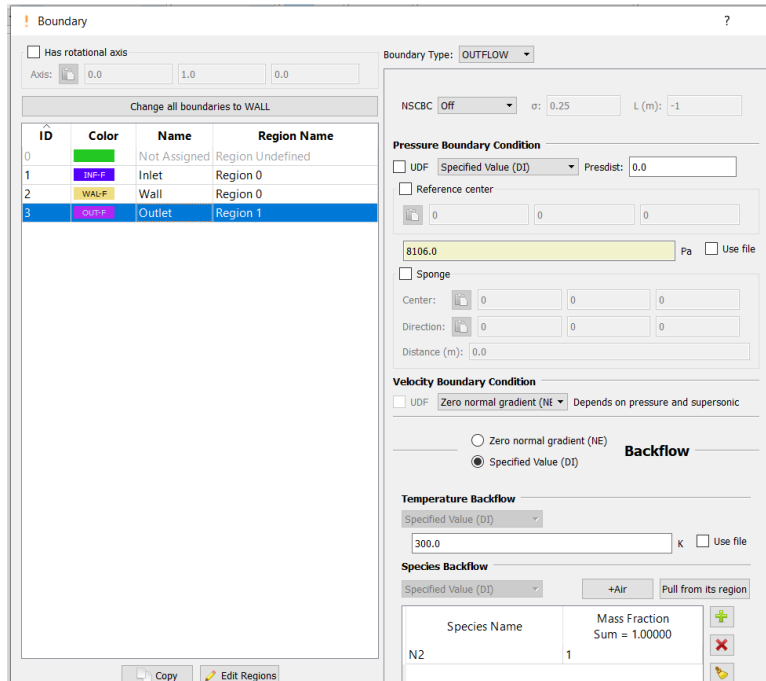 ! Boundary ?
Has rotational axis
Axis: 0.0 1.0 0.0
Change all boundaries to WALL
ID Color Name Region Name
0 Not Assigned Region Undefined
1 INF-F Inlet Region 0
2 WAL-F Wall Region 0
3 OUT-F Outlet Region 1
Copy Edit Regions
Boundary Type: OUTFLOW
NSCBC Off σ: 0.25 L (m): -1
Pressure Boundary Condition
UDF Specified Value (DI) Presdist: 0.0
Reference center
0 0 0
8106.0 Pa Use file
Sponge
Center: 0 0 0
Direction: 0 0 0
Distance (m): 0.0
Velocity Boundary Condition
UDF Zero normal gradient (NE Depends on pressure and supersonic
Zero normal gradient (NE)
Specified Value (DI)
Backflow
Temperature Backflow
Specified Value (DI)
300.0 K Use file
Species Backflow
Specified Value (DI) +Air Pull from its region
Species Name Mass Fraction
Sum = 1.00000
N2 1